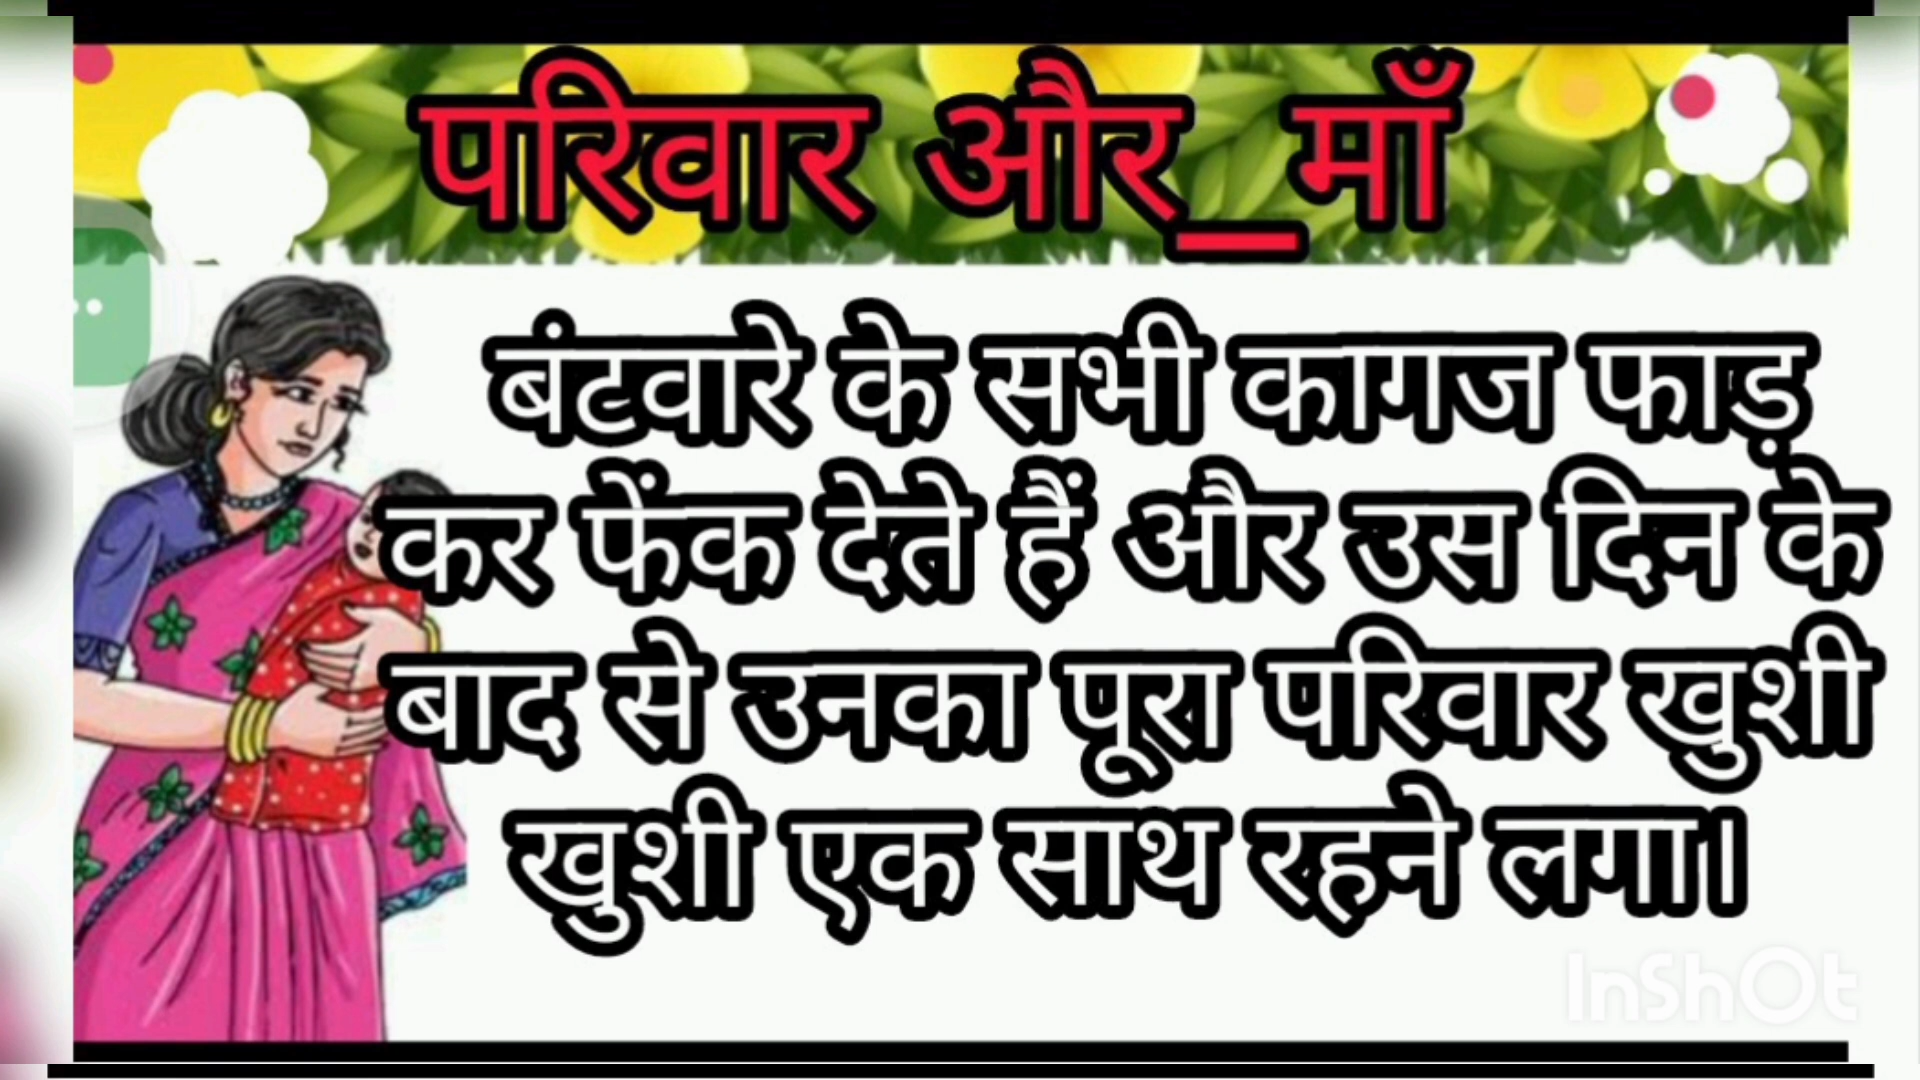 परिवार और_माँ
बंटवारे के सभी कागज फाड़
कर फेंक देते हैं और उस दिन के
बाद से उनका पूरा परिवार खुशी
खुशी एक साथ रहने लगा।
InShOt